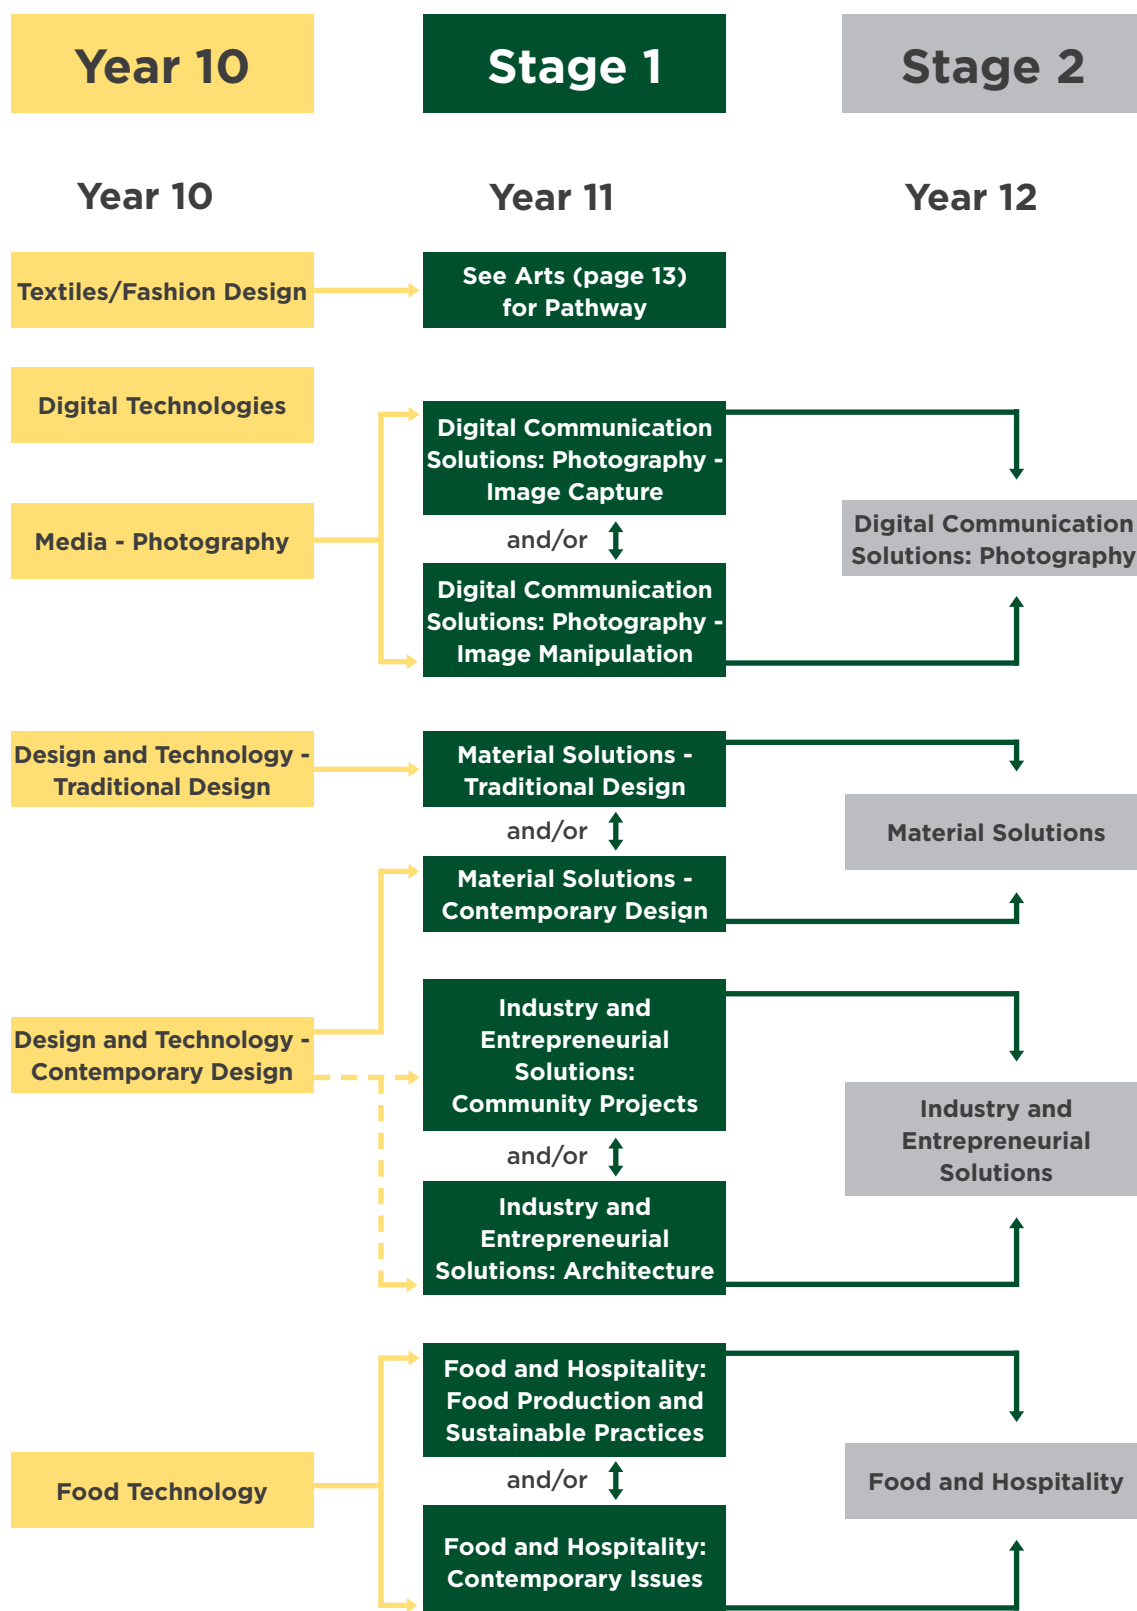 Year 10
Stage 1
Stage 2
Year 10
Year 11
Year 12
Textiles/Fashion Design
See Arts (page 13)
for Pathway
Digital Technologies
Digital Communication
Solutions: Photography -
Image Capture
Media - Photography
and/or
Digital Communication
Solutions: Photography
Digital Communication
Solutions: Photography -
Image Manipulation
Design and Technology -
Traditional Design
Material Solutions -
Traditional Design
and/or
Material Solutions
Material Solutions -
Contemporary Design
Design and Technology -
Contemporary Design
Industry and
Entrepreneurial
Solutions:
Community Projects
and/or
Industry and
Entrepreneurial
Solutions
Industry and
Entrepreneurial
Solutions: Architecture
Food and Hospitality:
Food Production and
Sustainable Practices
Food Technology
and/or
Food and Hospitality
Food and Hospitality:
Contemporary Issues